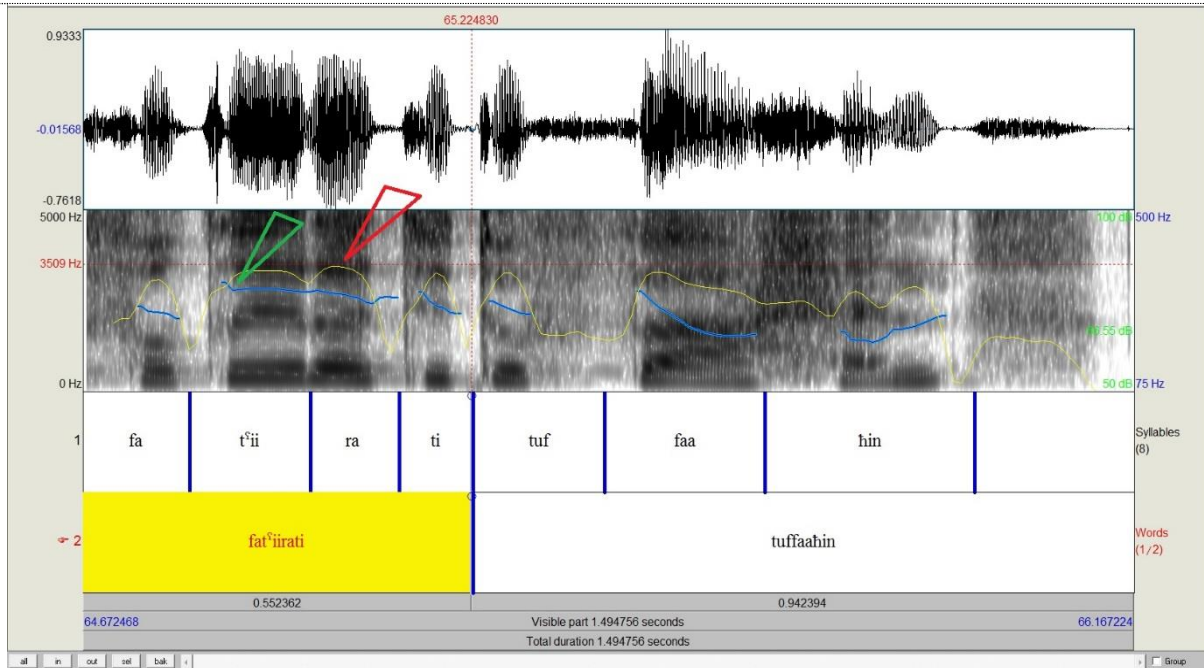 65.224830
0.9333
-0.01568
-0.7618
5000 Hz
100 dB
500 Hz
3509 Hz
0 Hz
50 dB
75 Hz
1
fa
tˤii
ra
ti
tuf
faa
ħin
Syllables
(8)
☞ 2
fatˤiirati
tuffaaħin
Words
(1/2)
0.552362
0.942394
64.672468
Visible part 1.494756 seconds
66.167224
Total duration 1.494756 seconds
all
in
out
sel
bak
Group